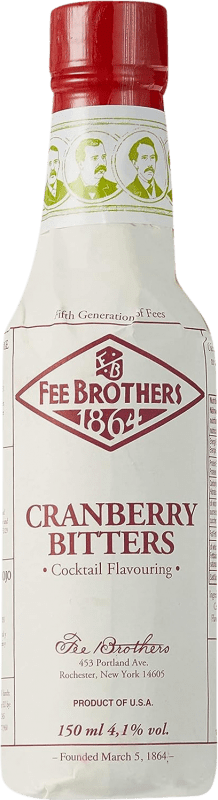 Fifth Generation of Fees
FB
FEE BROTHERS
1864
CRANBERRY
BITTERS
• Cocktail Flavouring •
Fee Brothers
453 Portland Ave.
Rochester, New York 14605
PRODUCT OF U.S.A.
150 ml 4,1% vol.
– Founded March 5, 1864 –